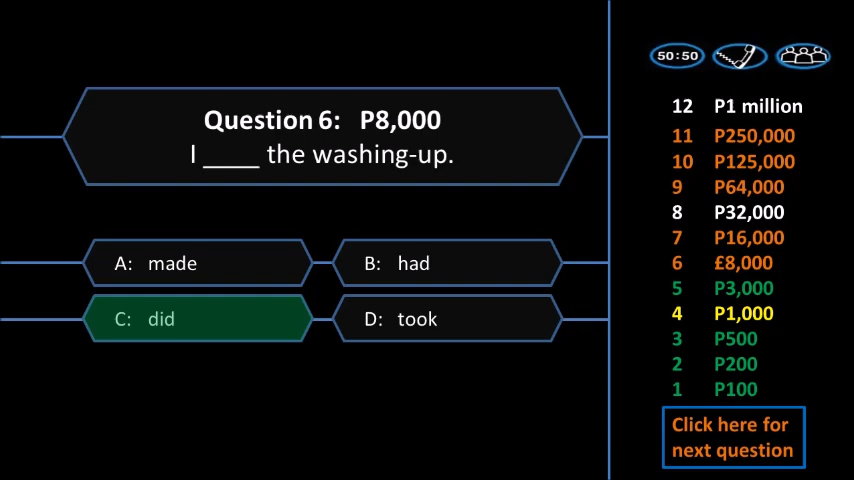 Question 6: P8,000
I ____ the washing-up.
A: made
B: had
C: did
D: took
50:50
12 P1 million
11 P250,000
10 P125,000
9 P64,000
8 P32,000
7 P16,000
6 £8,000
5 P3,000
4 P1,000
3 P500
2 P200
1 P100
Click here for
next question